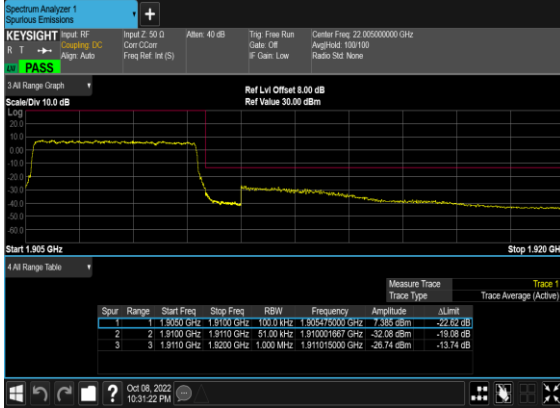 Spectrum Analyzer 1
Spurious Emissions
+
KEYSIGHT Input: RF Input Z: 50 Ω Atten: 40 dB Trig: Free Run Center Freq: 22.005000000 GHz
R T Coupling: DC Corr CCorr Gate: Off Avg|Hold: 100/100
Align: Auto Freq Ref: Int (S) IF Gain: Low Radio Std: None
LXI PASS
3 All Range Graph
Ref Lvl Offset 8.00 dB
Scale/Div 10.0 dB Ref Value 30.00 dBm
Log
20.0
10.0
0.00
-10.0
-20.0
-30.0
-40.0
-50.0
-60.0
Start 1.905 GHz Stop 1.920 GH
4 All Range Table
Measure Trace Trace 1
Trace Type Trace Average (Active)
Spur Range Start Freq Stop Freq RBW Frequency Amplitude ΔLimit
1 1 1.9050 GHz 1.9100 GHz 100.0 kHz 1.905475000 GHz 7.385 dBm -22.62 dB
2 2 1.9100 GHz 1.9110 GHz 51.00 kHz 1.910001667 GHz -32.08 dBm -19.08 dB
3 3 1.9110 GHz 1.9200 GHz 1.000 MHz 1.911015000 GHz -26.74 dBm -13.74 dB
? Oct 08, 2022
10:31:22 PM